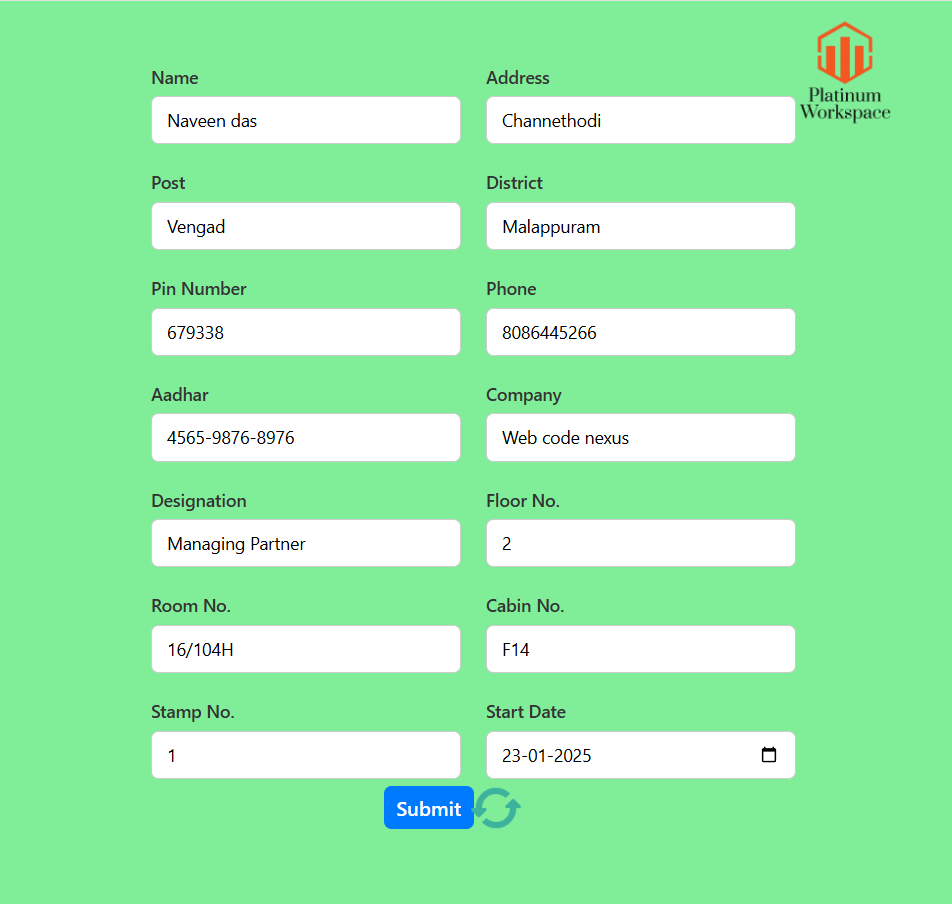 Platinum
Workspace
Name
Address
Naveen das
Channethodi
Post
District
Vengad
Malappuram
Pin Number
Phone
679338
8086445266
Aadhar
Company
4565-9876-8976
Web code nexus
Designation
Floor No.
Managing Partner
2
Room No.
Cabin No.
16/104H
F14
Stamp No.
Start Date
1
23-01-2025
Submit